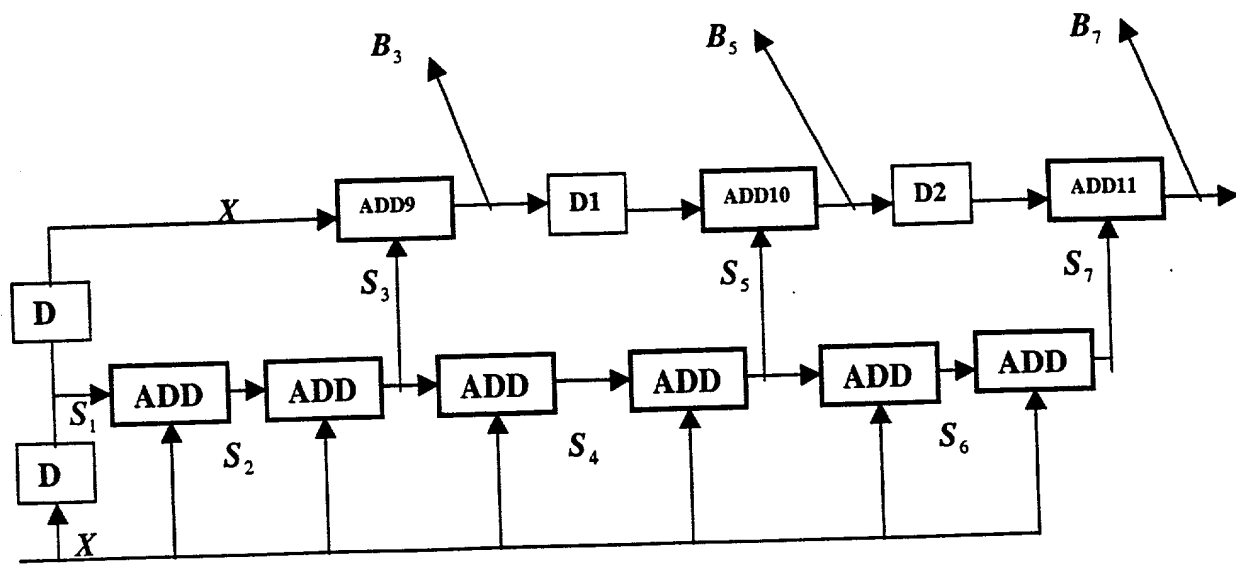 B₃
B₅
B₇
X
ADD9
D1
ADD10
D2
ADD11
D
S₃
S₅
S₇
S₁
ADD
ADD
ADD
ADD
ADD
ADD
D
S₂
S₄
S₆
X